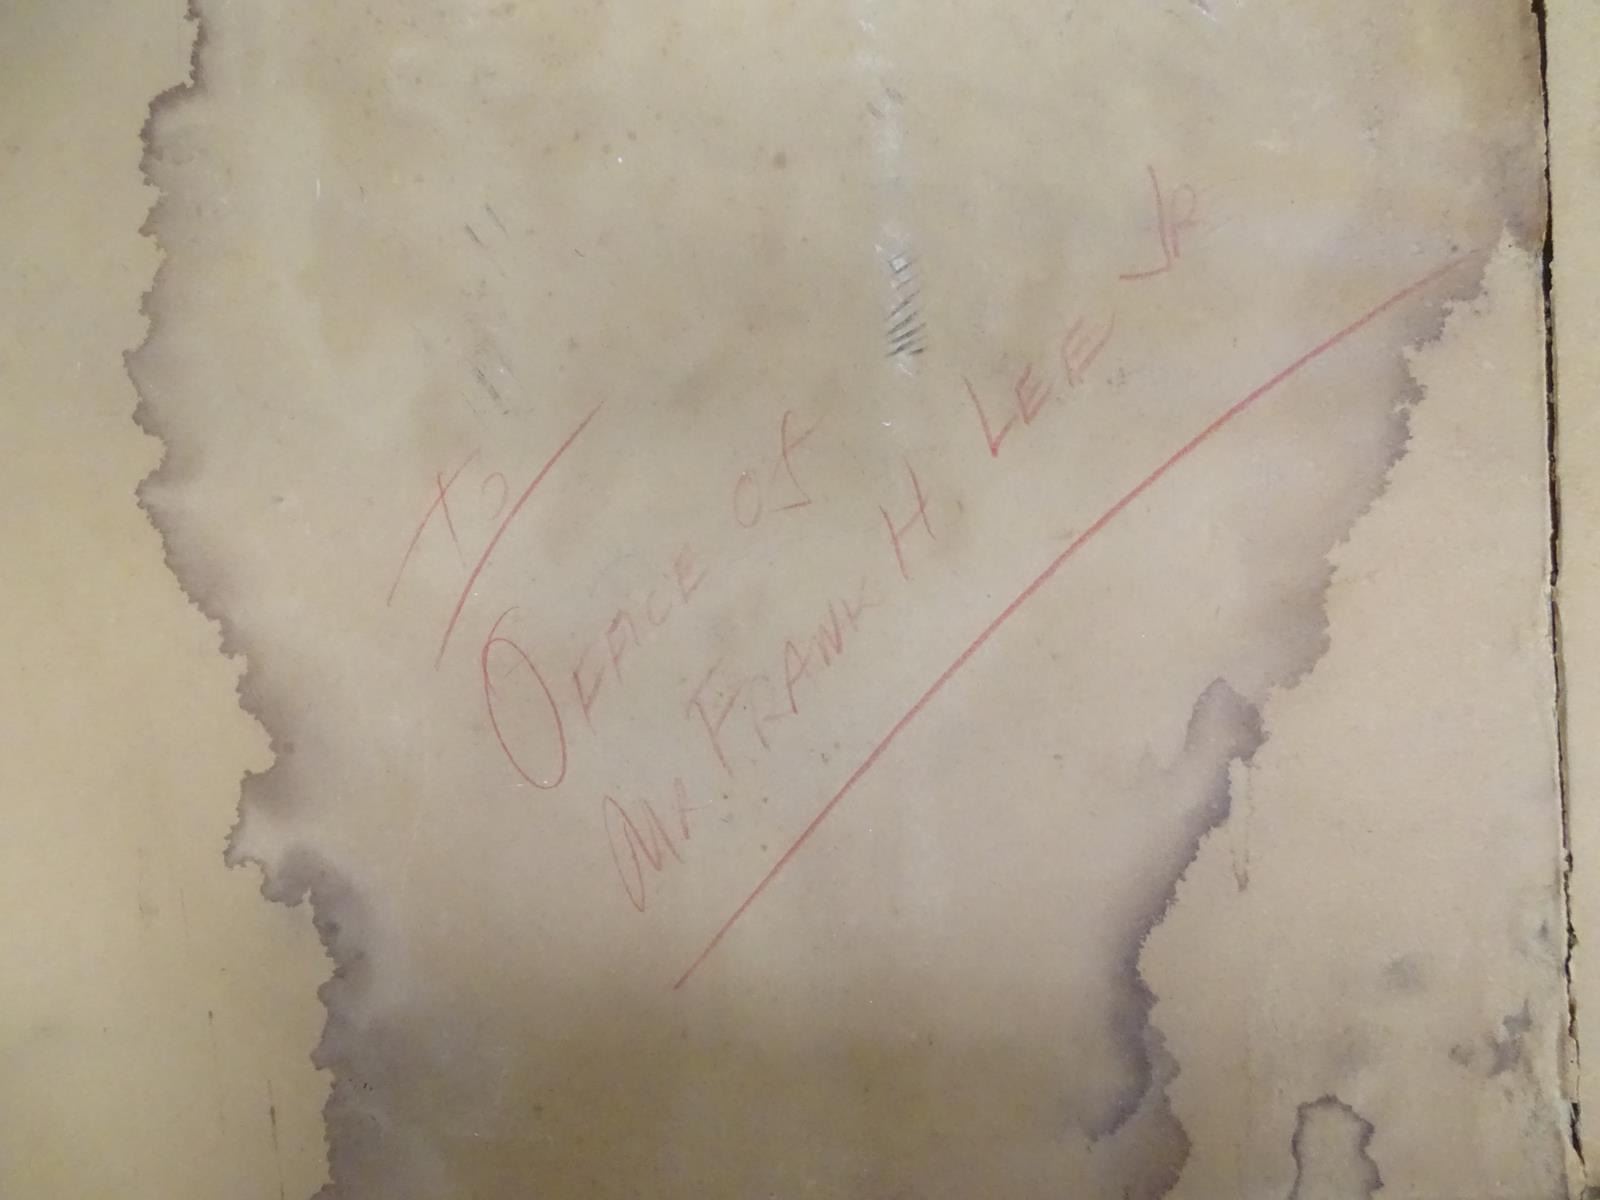 To
OFFICE of
MR FRANK H LEE JR